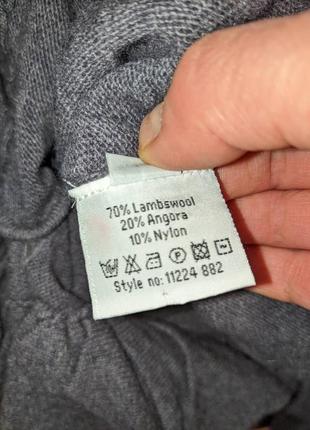 70% Lambswool
20% Angora
10% Nylon
Style no: 11224 882